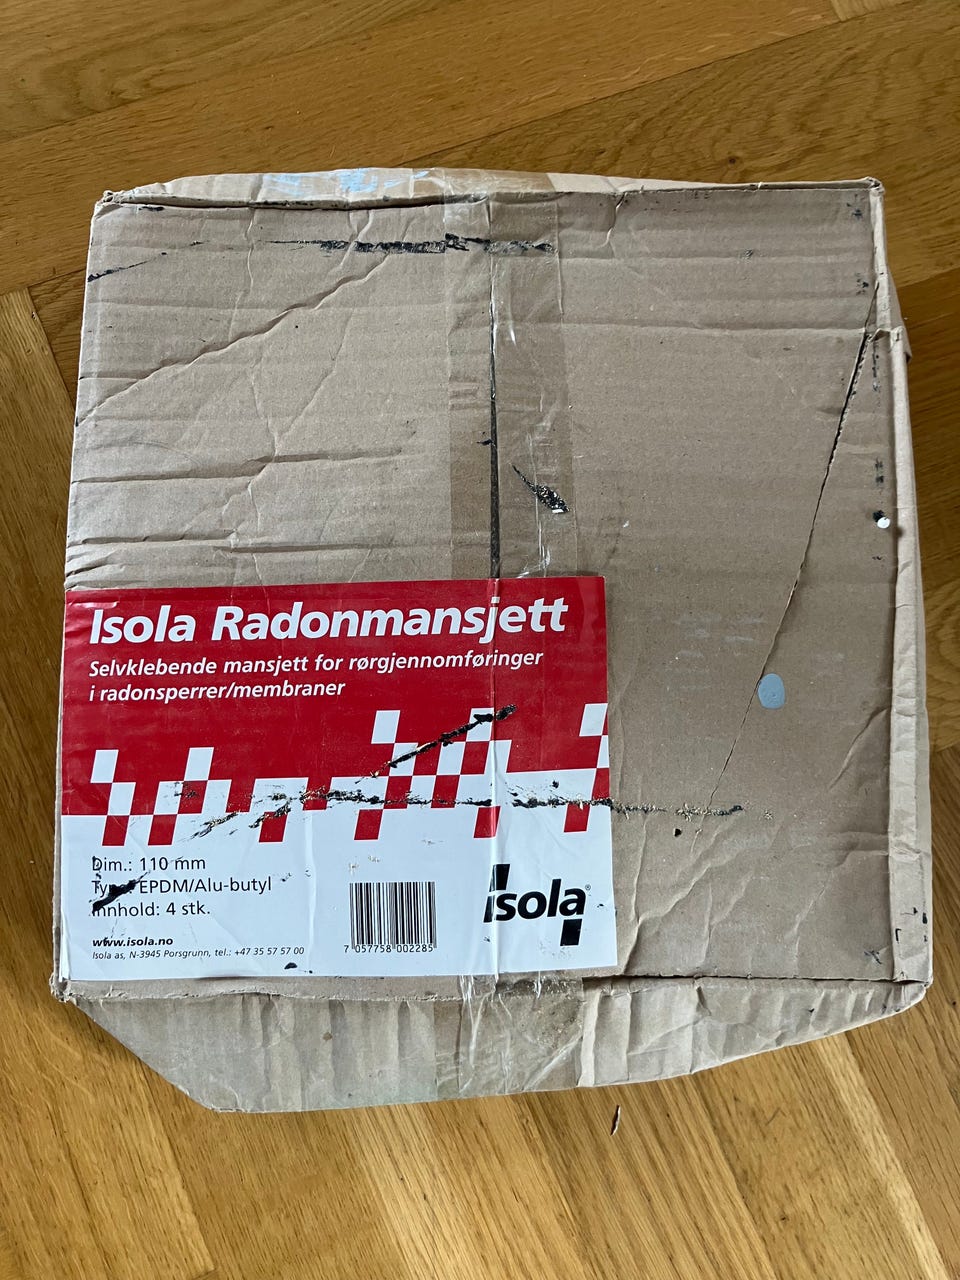 Isola Radonmansjett
Selvklebende mansjett for rørgjennomføringer
i radonsperrer/membraner
Dim.: 110 mm
Type: EPDM/Alu-butyl
Innhold: 4 stk.
www.isola.no
Isola as, N-3945 Porsgrunn, tel.: +47 35 57 57 00
7 057758 002285
isola®